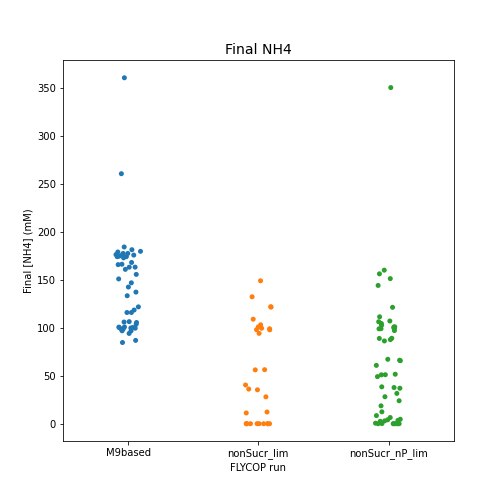 Final NH4
Final [NH4] (mM)
350
300
250
200
150
100
50
0
M9based
nonSucr_lim
nonSucr_nP_lim
FLYCOP run